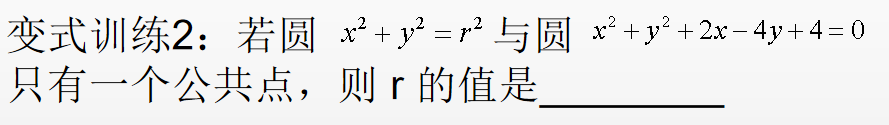 变式训练2：若圆 x² + y² = r² 与圆 x² + y² + 2x − 4y + 4 = 0
只有一个公共点，则 r 的值是________